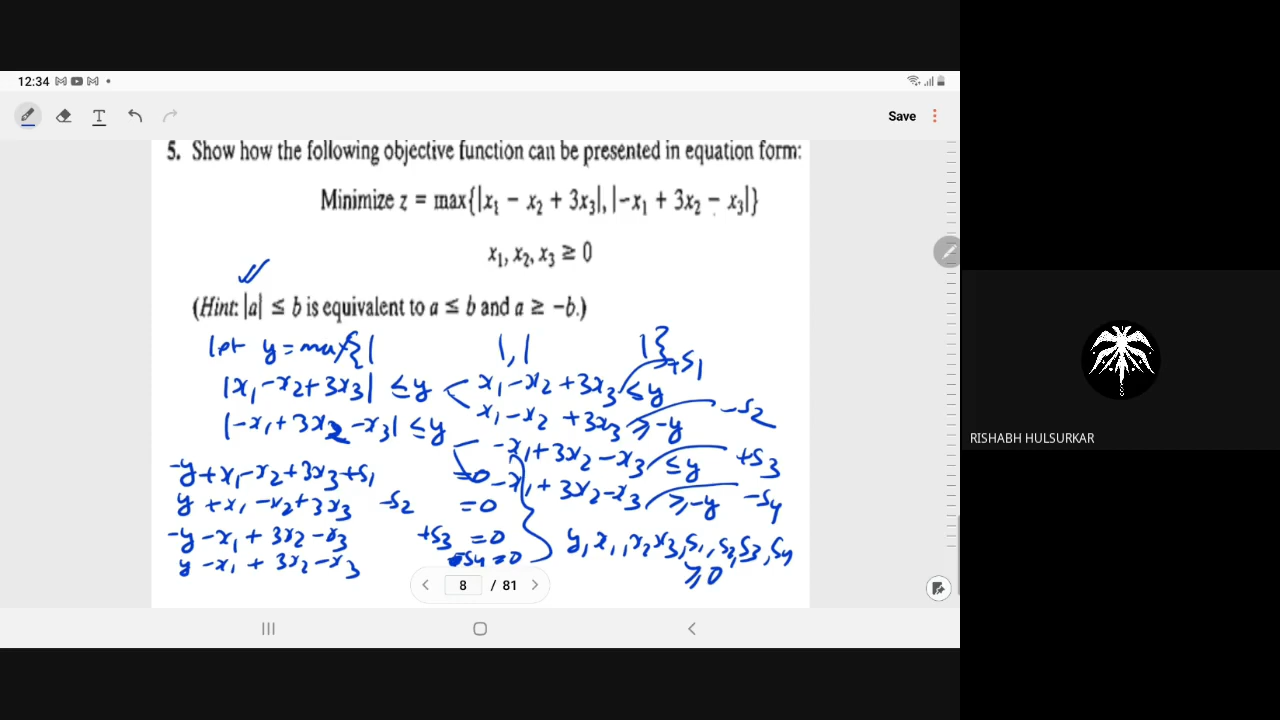 12:34
Save
5. Show how the following objective function can be presented in equation form:
Minimize z = max{|x₁ − x₂ + 3x₃|, |−x₁ + 3x₂ − x₃|}
x₁, x₂, x₃ ≥ 0
(Hint: |a| ≤ b is equivalent to a ≤ b and a ≥ −b.)
let y = max{| |, | |}
|x₁ − x₂ + 3x₃| ≤ y
x₁ − x₂ + 3x₃ ≤ y +S₁
x₁ − x₂ + 3x₃ ≥ −y −S₂
|−x₁ + 3x₂ − x₃| ≤ y
−x₁ + 3x₂ − x₃ ≤ y +S₃
−x₁ + 3x₂ − x₃ ≥ −y −S₄
−y + x₁ − x₂ + 3x₃ + S₁ = 0
y + x₁ − x₂ + 3x₃ − S₂ = 0
−y − x₁ + 3x₂ − x₃ + S₃ = 0
y − x₁ + 3x₂ − x₃ − S₄ = 0
y, x₁, x₂ x₃, S₁, S₂, S₃, S₄
≥ 0
8 / 81
RISHABH HULSURKAR